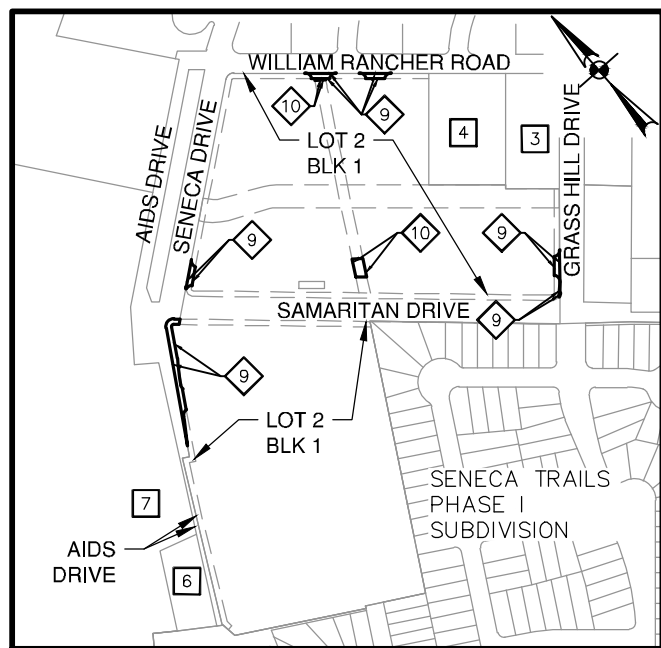 WILLIAM RANCHER ROAD
10
9
LOT 2
BLK 1
4
3
GRASS HILL DRIVE
AIDS DRIVE
SENECA DRIVE
9
10
9
SAMARITAN DRIVE
9
9
LOT 2
BLK 1
SENECA TRAILS
PHASE I
SUBDIVISION
7
AIDS
DRIVE
6